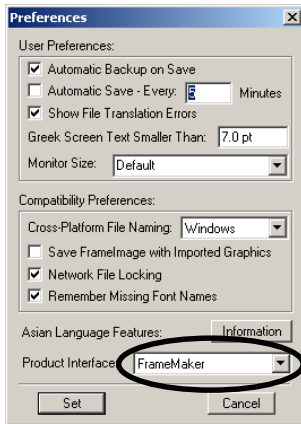 Preferences
User Preferences:
Automatic Backup on Save
Automatic Save - Every: 5 Minutes
Show File Translation Errors
Greek Screen Text Smaller Than: 7.0 pt
Monitor Size: Default
Compatibility Preferences:
Cross-Platform File Naming: Windows
Save FrameImage with Imported Graphics
Network File Locking
Remember Missing Font Names
Asian Language Features: Information
Product Interface: FrameMaker
Set Cancel